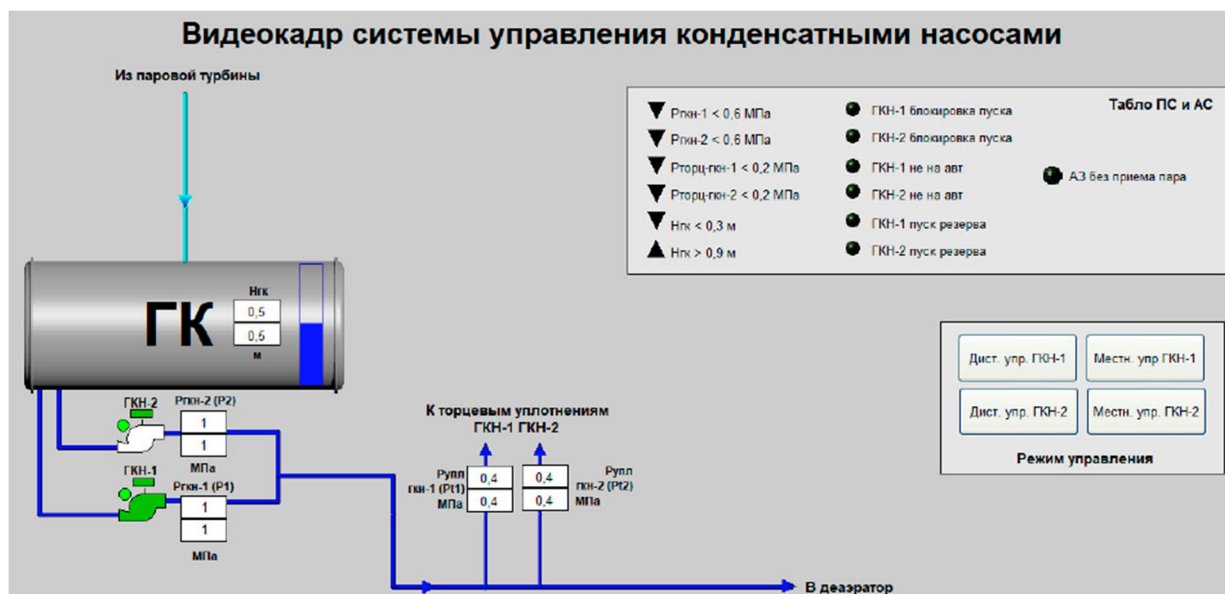 Видеокадр системы управления конденсатными насосами
Из паровой турбины
Табло ПС и АС
Pгкн-1 < 0,6 МПа
Pгкн-2 < 0,6 МПа
Pторц-гкн-1 < 0,2 МПа
Pторц-гкн-2 < 0,2 МПа
Hгк < 0,3 м
Hгк > 0,9 м
ГКН-1 блокировка пуска
ГКН-2 блокировка пуска
ГКН-1 не на авт
ГКН-2 не на авт
ГКН-1 пуск резерва
ГКН-2 пуск резерва
АЗ без приема пара
ГК
Hгк
0,5
0,5
м
Дист. упр. ГКН-1
Местн. упр ГКН-1
Дист. упр. ГКН-2
Местн. упр. ГКН-2
Режим управления
ГКН-2
Pгкн-2 (P2)
1
1
МПа
ГКН-1
Pгкн-1 (P1)
1
1
МПа
К торцевым уплотнениям
ГКН-1 ГКН-2
Pупл
гкн-1 (Pt1)
МПа
0,4
0,4
0,4
0,4
Pупл
гкн-2 (Pt2)
МПа
В деаэратор